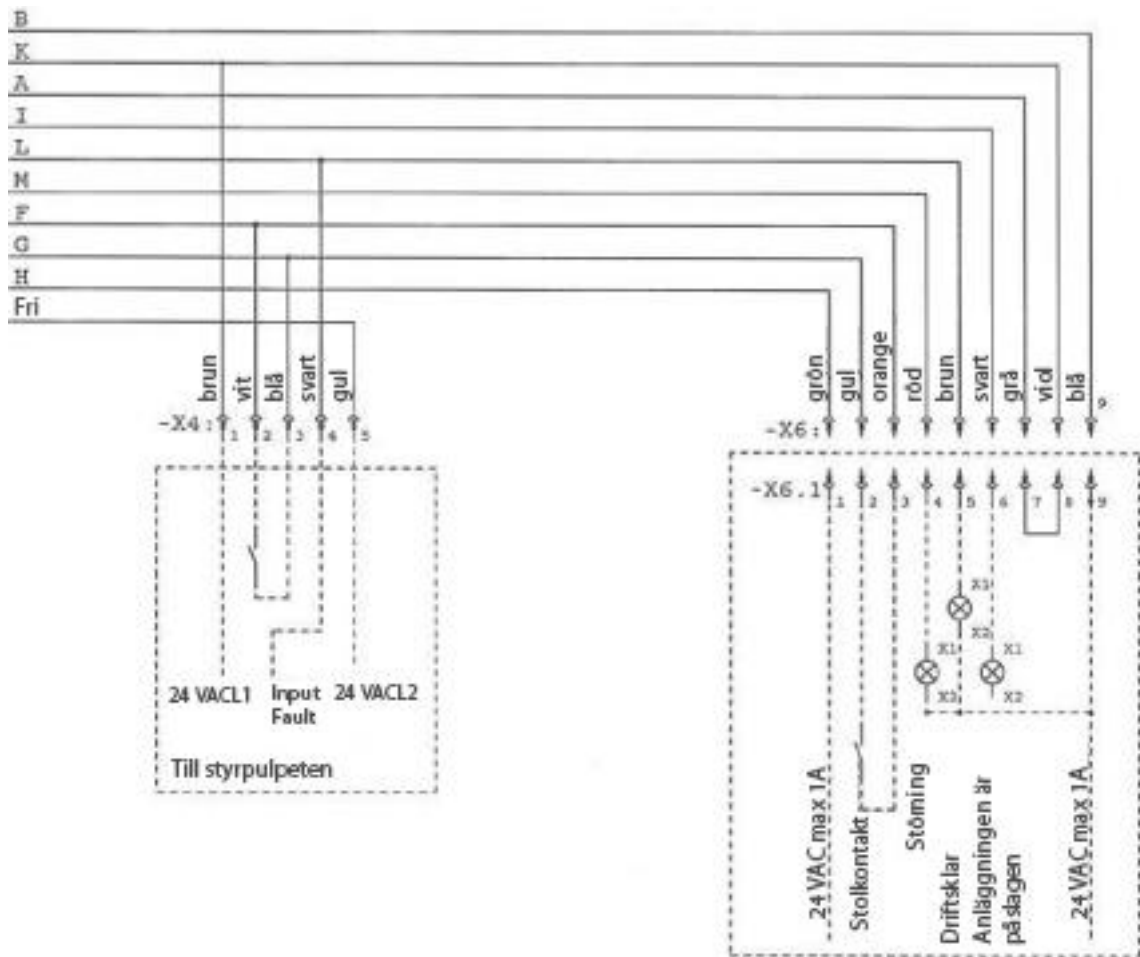 B
K
A
I
L
M
F
G
H
Fri
brun
vit
blå
svart
gul
-X4:
1 2 3 4 5
24 VACL1
Input
Fault
24 VACL2
Till styrpulpeten
grön
gul
orange
röd
brun
svart
grå
viol
blå
9
-X6:
-X6.1
1 2 3 4 5 6 7 8 9
X1
X2
X1
X2
X1
X2
24 VAC max 1A
Stolkontakt
Störning
Driftsklar
Anläggningen är
på slagen
24 VAC max 1A